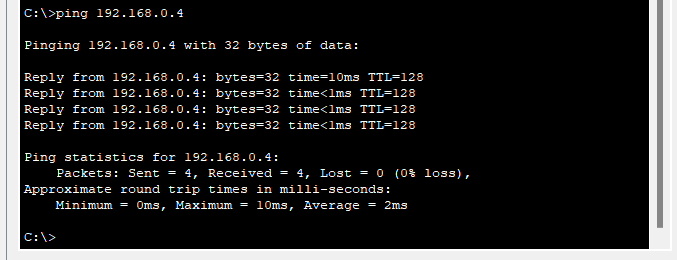 C:\>ping 192.168.0.4
Pinging 192.168.0.4 with 32 bytes of data:
Reply from 192.168.0.4: bytes=32 time=10ms TTL=128
Reply from 192.168.0.4: bytes=32 time<1ms TTL=128
Reply from 192.168.0.4: bytes=32 time<1ms TTL=128
Reply from 192.168.0.4: bytes=32 time<1ms TTL=128
Ping statistics for 192.168.0.4:
    Packets: Sent = 4, Received = 4, Lost = 0 (0% loss),
Approximate round trip times in milli-seconds:
    Minimum = 0ms, Maximum = 10ms, Average = 2ms
C:\>